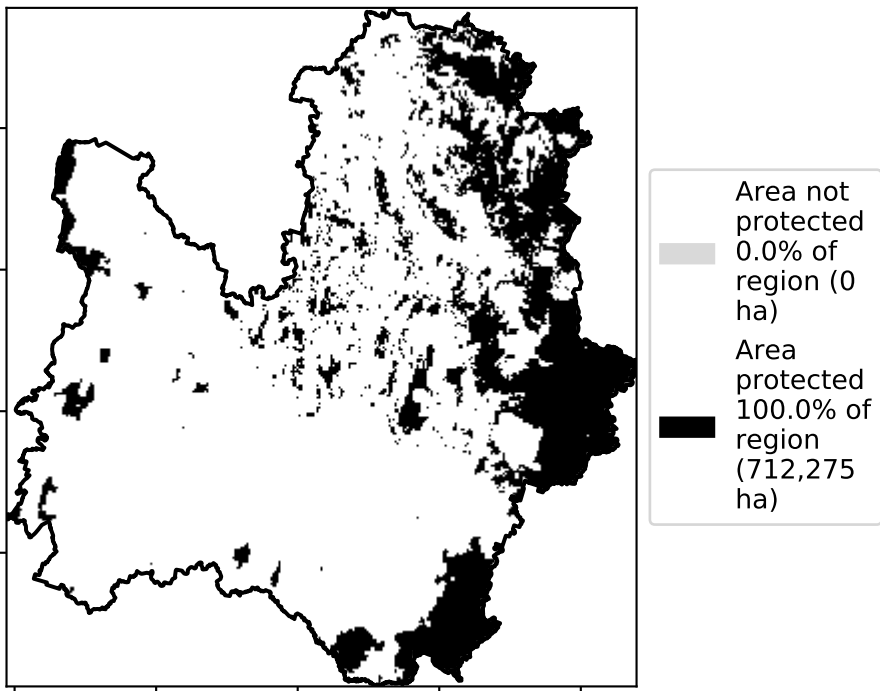 Area not
protected
0.0% of
region (0
ha)
Area
protected
100.0% of
region
(712,275
ha)